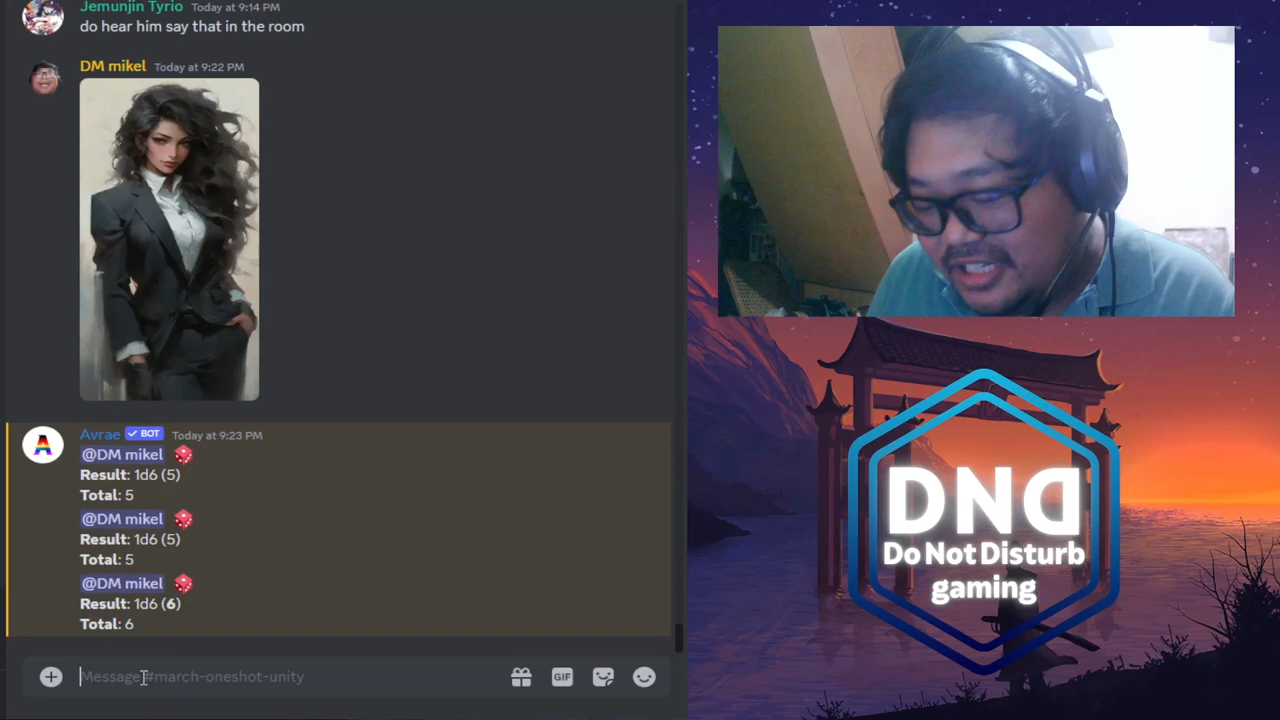 Jemunjin Tyrio Today at 9:14 PM
do hear him say that in the room
DM mikel Today at 9:22 PM
Avrae BOT Today at 9:23 PM
@DM mikel
Result: 1d6 (5)
Total: 5
@DM mikel
Result: 1d6 (5)
Total: 5
@DM mikel
Result: 1d6 (6)
Total: 6
Message #march-oneshot-unity
GIF
DND
Do Not Disturb
gaming